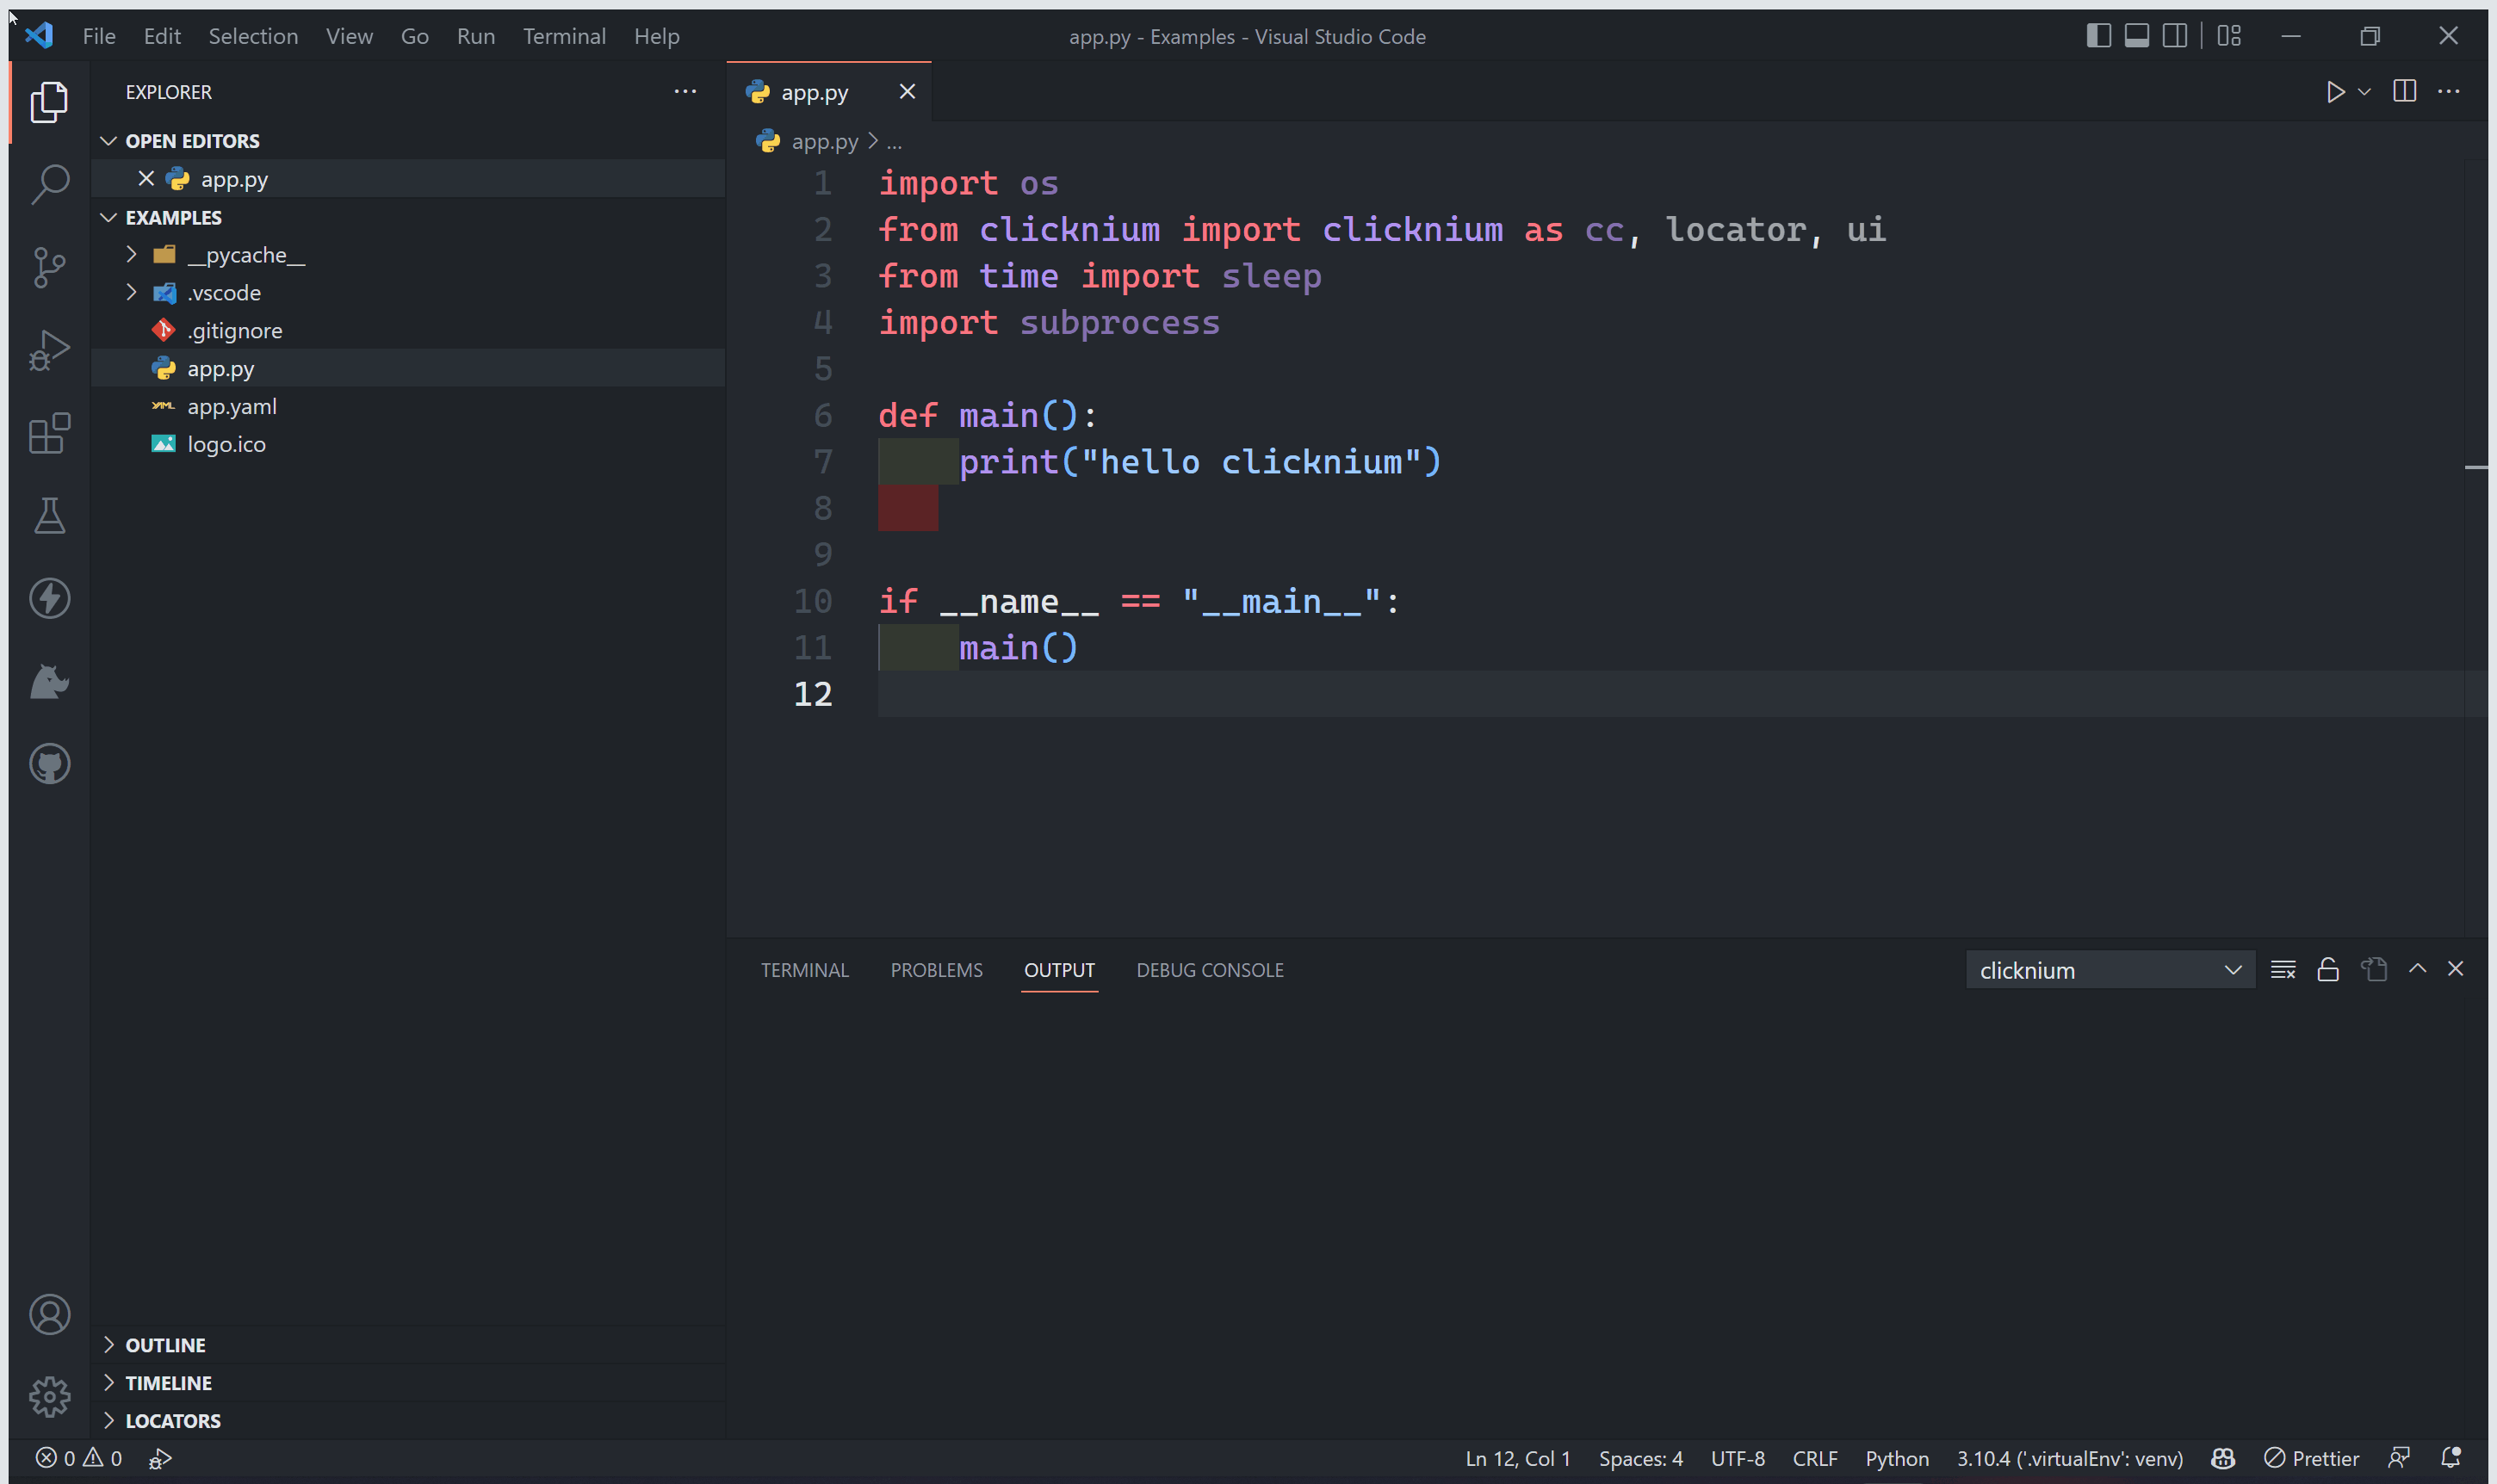 File Edit Selection View Go Run Terminal Help
app.py - Examples - Visual Studio Code
EXPLORER
OPEN EDITORS
app.py
EXAMPLES
__pycache__
.vscode
.gitignore
app.py
YAML app.yaml
logo.ico
OUTLINE
TIMELINE
LOCATORS
app.py
app.py > ...
1 import os
2 from clicknium import clicknium as cc, locator, ui
3 from time import sleep
4 import subprocess
5
6 def main():
7 print("hello clicknium")
8
9
10 if __name__ == "__main__":
11 main()
12
TERMINAL PROBLEMS OUTPUT DEBUG CONSOLE
clicknium
0 0
Ln 12, Col 1 Spaces: 4 UTF-8 CRLF Python 3.10.4 ('.virtualEnv': venv) Prettier